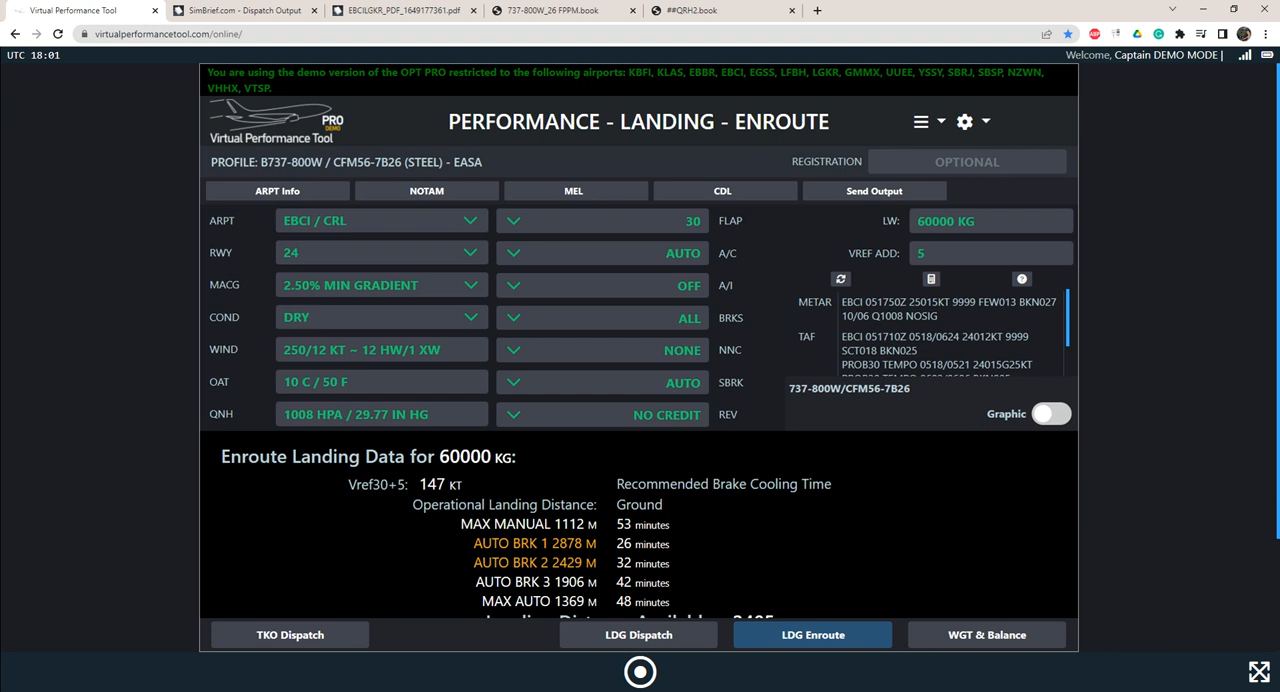 Virtual Performance Tool
SimBrief.com - Dispatch Output
EBCILGKR_PDF_1649177361.pdf
737-800W_26 FPPM.book
##QRH2.book
virtualperformancetool.com/online/
UTC 18:01
Welcome, Captain DEMO MODE |
You are using the demo version of the OPT PRO restricted to the following airports: KBFI, KLAS, EBBR, EBCI, EGSS, LFBH, LGKR, GMMX, UUEE, YSSY, SBRJ, SBSP, NZWN,
VHHX, VTSP.
PRO
DEMO
Virtual Performance Tool
PERFORMANCE - LANDING - ENROUTE
PROFILE: B737-800W / CFM56-7B26 (STEEL) - EASA
REGISTRATION OPTIONAL
ARPT Info NOTAM MEL CDL Send Output
ARPT EBCI / CRL 30 FLAP LW: 60000 KG
RWY 24 AUTO A/C VREF ADD: 5
MACG 2.50% MIN GRADIENT OFF A/I
COND DRY ALL BRKS
WIND 250/12 KT ~ 12 HW/1 XW NONE NNC
OAT 10 C / 50 F AUTO SBRK
QNH 1008 HPA / 29.77 IN HG NO CREDIT REV
METAR EBCI 051750Z 25015KT 9999 FEW013 BKN027
10/06 Q1008 NOSIG
TAF EBCI 051710Z 0518/0624 24012KT 9999
SCT018 BKN025
PROB30 TEMPO 0518/0521 24015G25KT
737-800W/CFM56-7B26
Graphic
Enroute Landing Data for 60000 KG:
Vref30+5: 147 KT
Recommended Brake Cooling Time
Operational Landing Distance: Ground
MAX MANUAL 1112 M 53 minutes
AUTO BRK 1 2878 M 26 minutes
AUTO BRK 2 2429 M 32 minutes
AUTO BRK 3 1906 M 42 minutes
MAX AUTO 1369 M 48 minutes
TKO Dispatch LDG Dispatch LDG Enroute WGT & Balance